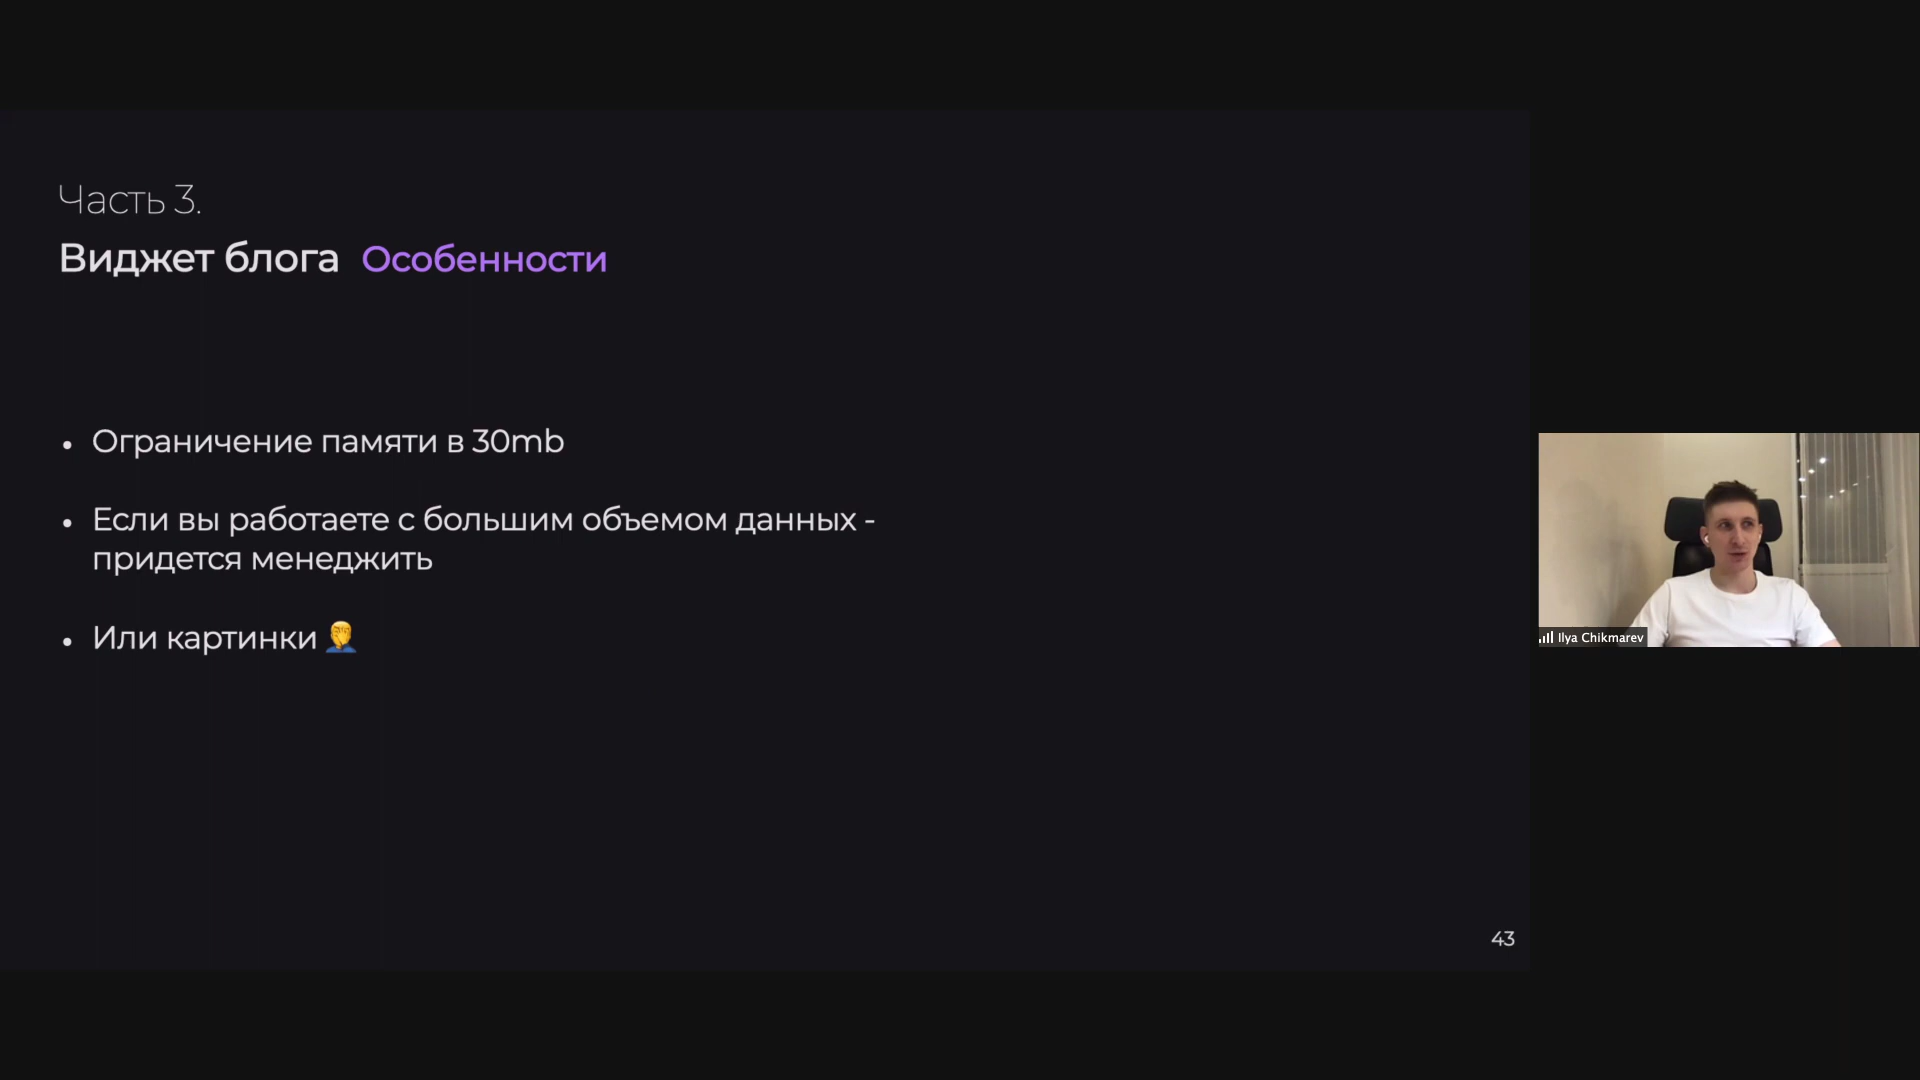 Часть 3.
Виджет блога Особенности
• Ограничение памяти в 30mb
• Если вы работаете с большим объемом данных -
придется менеджить
• Или картинки 🤦‍♂️
Ilya Chikmarev
43